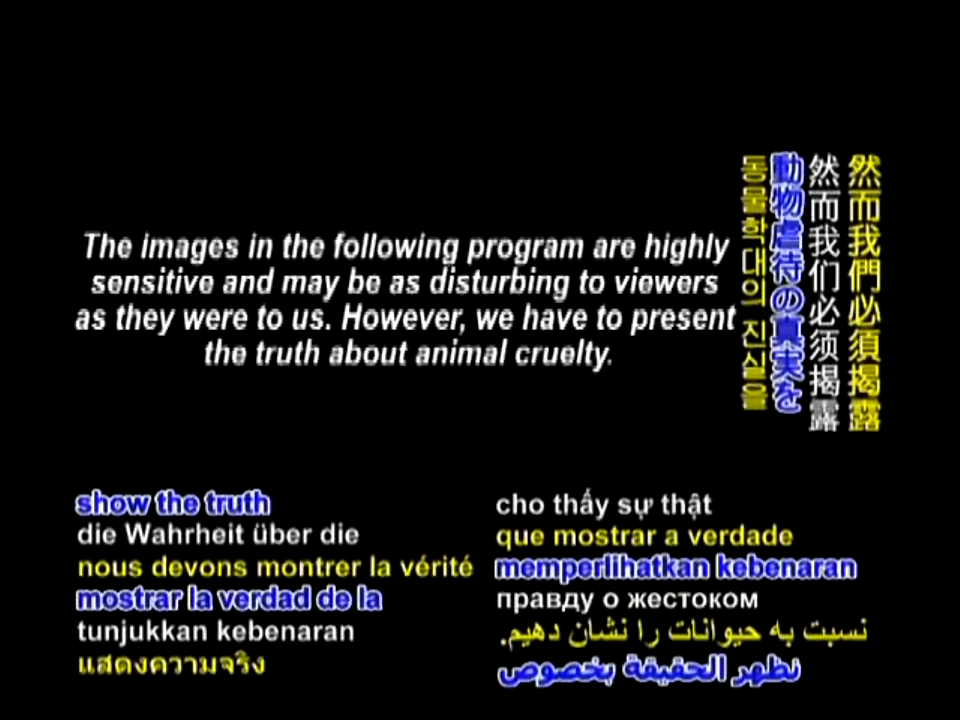 The images in the following program are highly
sensitive and may be as disturbing to viewers
as they were to us. However, we have to present
the truth about animal cruelty.
然而我們必須揭露
然而我们必须揭露
動物虐待の真実を
동물학대의 진실을
show the truth
die Wahrheit über die
nous devons montrer la vérité
mostrar la verdad de la
tunjukkan kebenaran
แสดงความจริง
cho thấy sự thật
que mostrar a verdade
memperlihatkan kebenaran
правду о жестоком
نسبت به حیوانات را نشان دهیم.
نظهر الحقيقة بخصوص